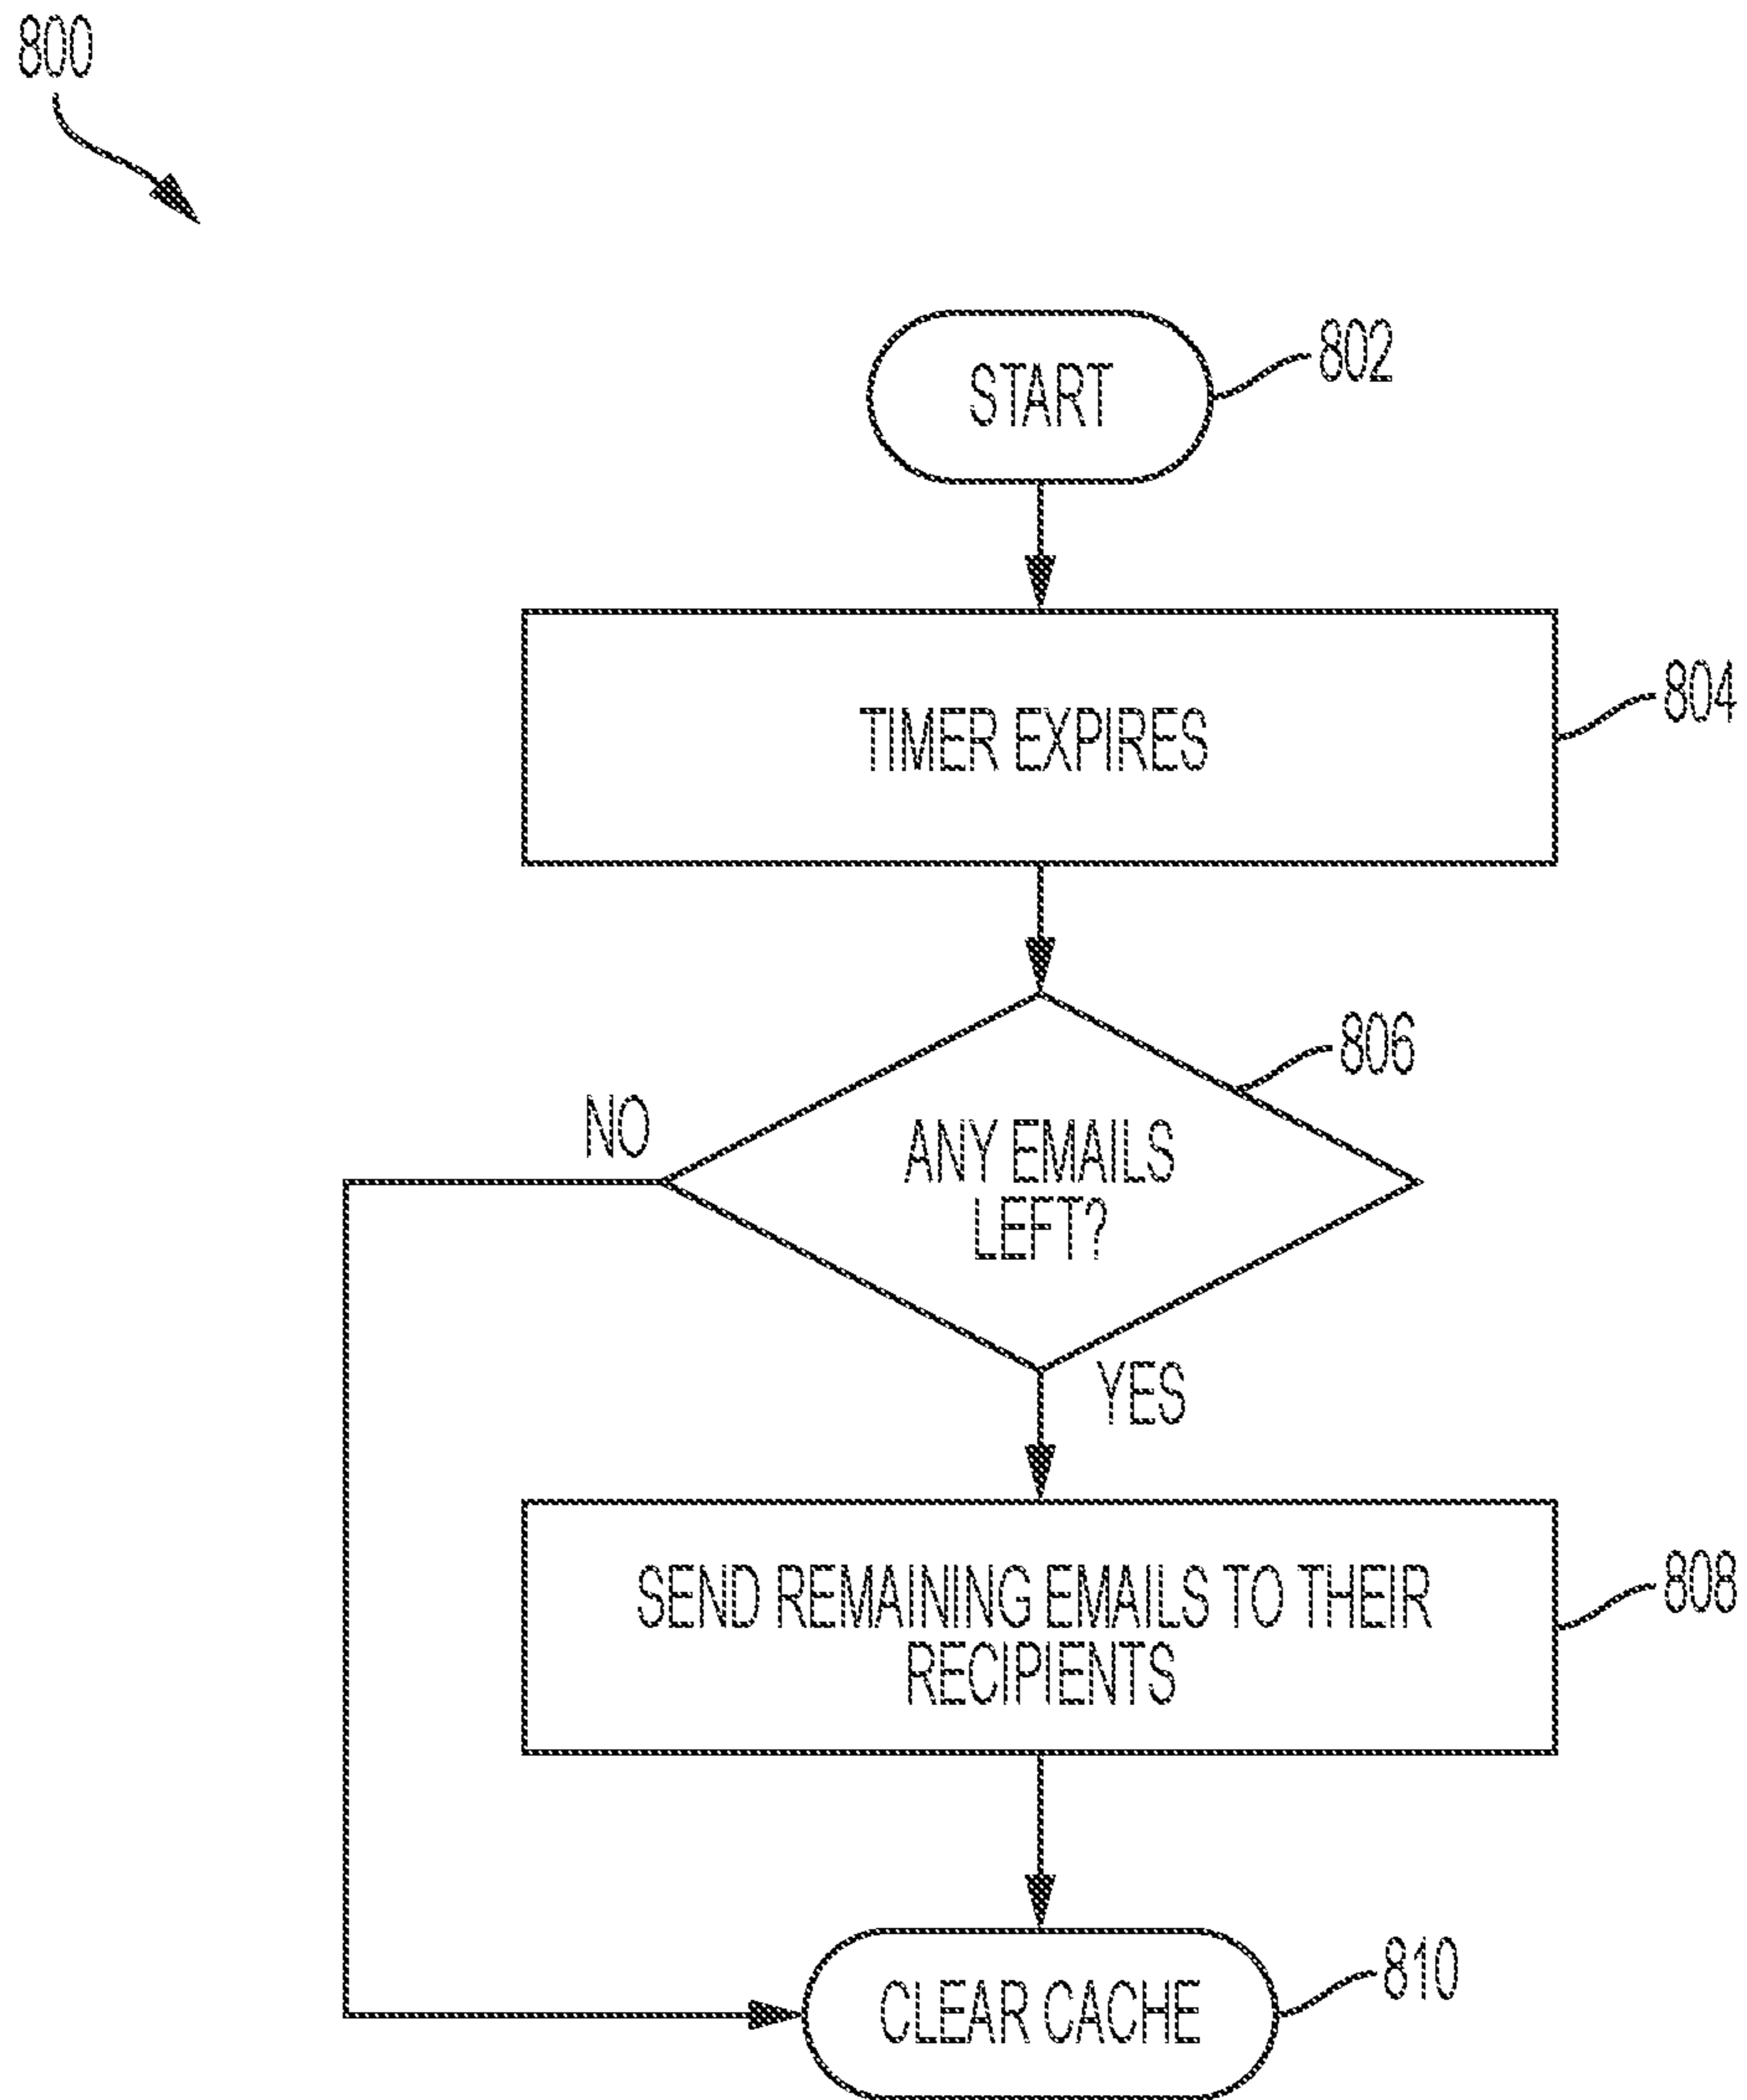 800
START
802
TIMER EXPIRES
804
806
NO
ANY EMAILS
LEFT?
YES
SEND REMAINING EMAILS TO THEIR
RECIPIENTS
808
CLEAR CACHE
810